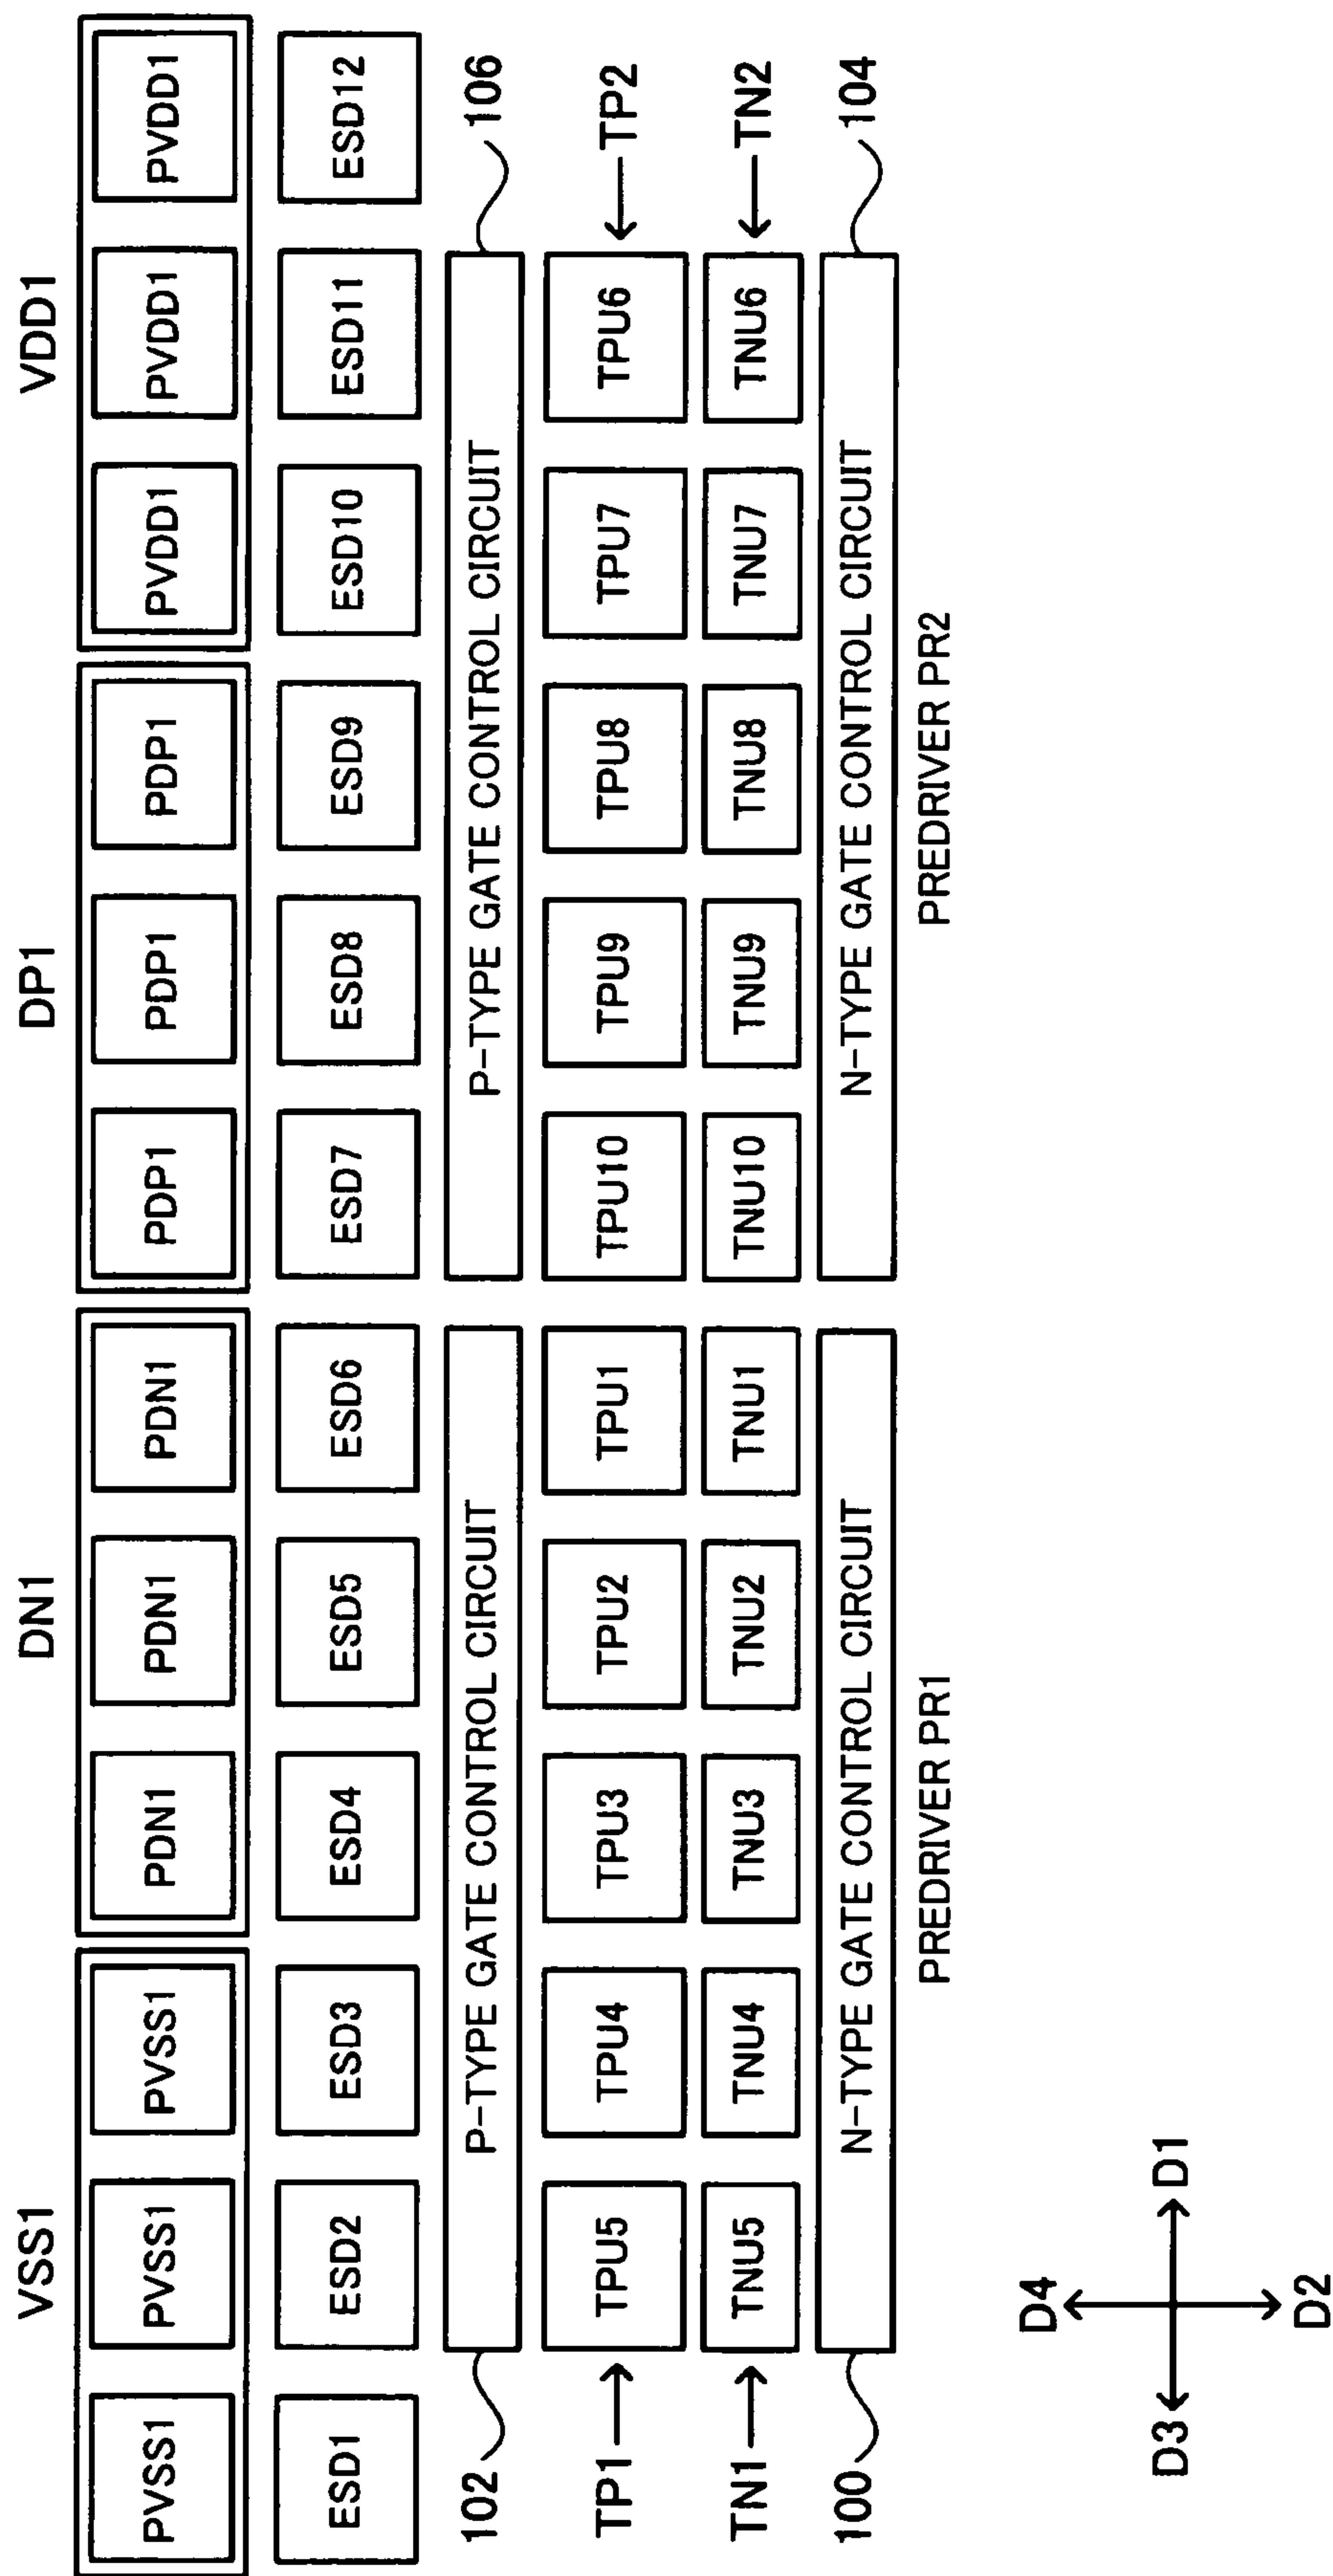 VSS1 DN1 DP1 VDD1
PVSS1 PVSS1 PVSS1 PDN1 PDN1 PDN1 PDP1 PDP1 PDP1 PVDD1 PVDD1 PVDD1
ESD1 ESD2 ESD3 ESD4 ESD5 ESD6 ESD7 ESD8 ESD9 ESD10 ESD11 ESD12
102 P-TYPE GATE CONTROL CIRCUIT P-TYPE GATE CONTROL CIRCUIT 106
TP1 TPU5 TPU4 TPU3 TPU2 TPU1 TPU10 TPU9 TPU8 TPU7 TPU6 TP2
TN1 TNU5 TNU4 TNU3 TNU2 TNU1 TNU10 TNU9 TNU8 TNU7 TNU6 TN2
100 N-TYPE GATE CONTROL CIRCUIT N-TYPE GATE CONTROL CIRCUIT 104
PREDRIVER PR1 PREDRIVER PR2
D4
D3 D1
D2